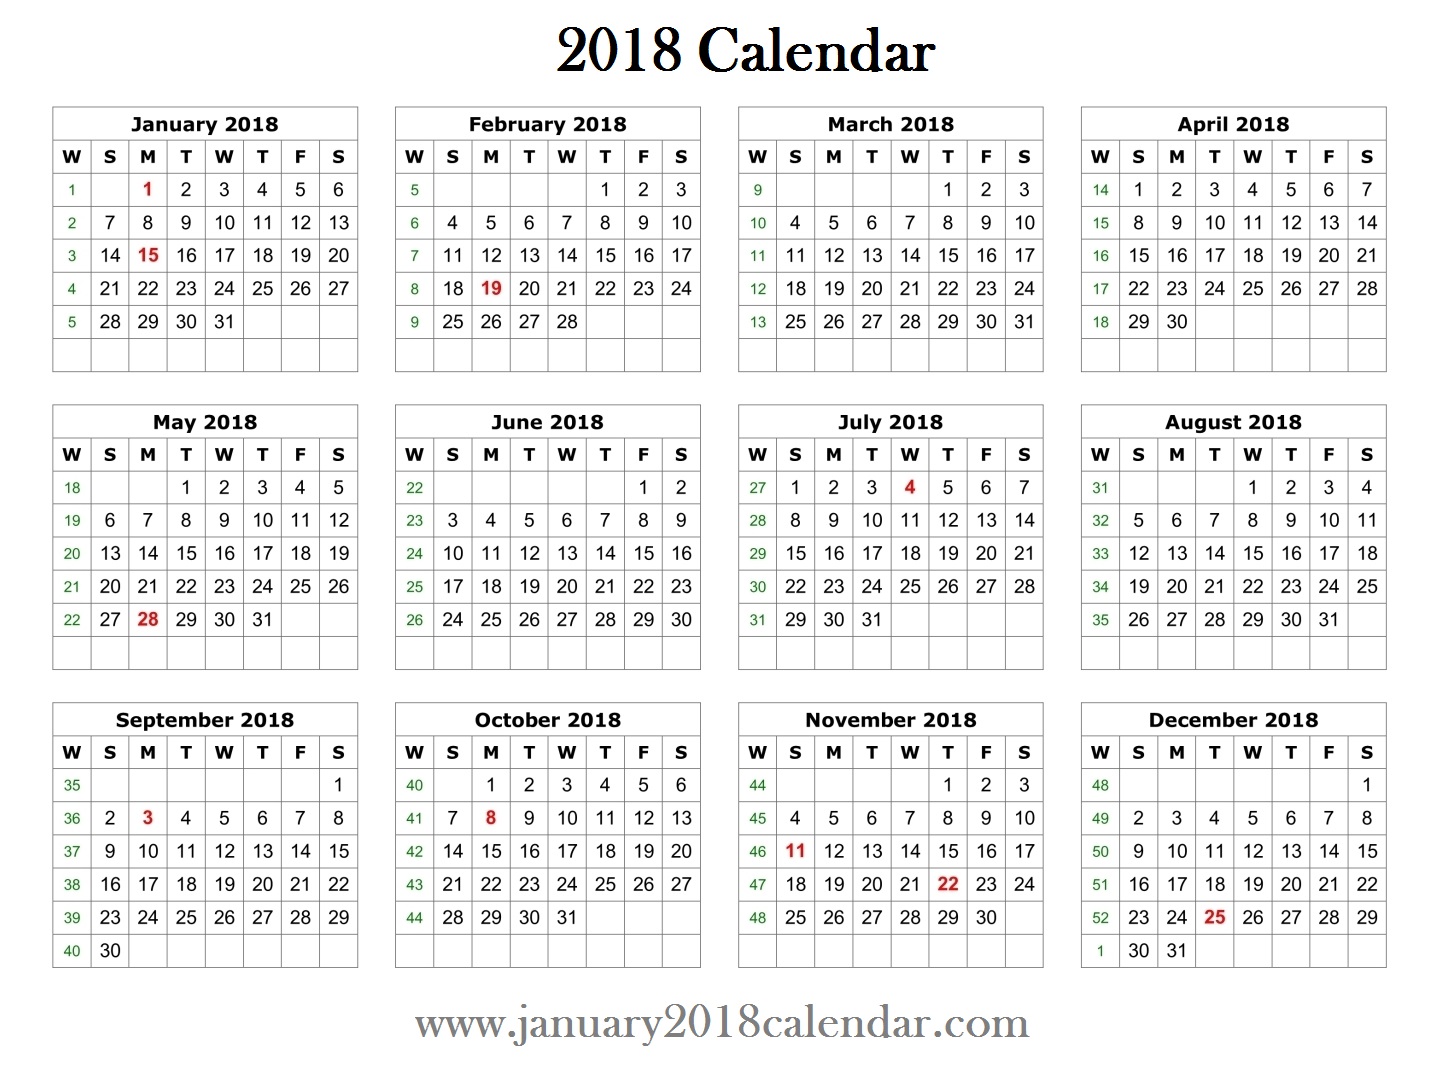 2018 Calendar
January 2018
W S M T W T F S
1 1 2 3 4 5 6
2 7 8 9 10 11 12 13
3 14 15 16 17 18 19 20
4 21 22 23 24 25 26 27
5 28 29 30 31
February 2018
W S M T W T F S
5 1 2 3
6 4 5 6 7 8 9 10
7 11 12 13 14 15 16 17
8 18 19 20 21 22 23 24
9 25 26 27 28
March 2018
W S M T W T F S
9 1 2 3
10 4 5 6 7 8 9 10
11 11 12 13 14 15 16 17
12 18 19 20 21 22 23 24
13 25 26 27 28 29 30 31
April 2018
W S M T W T F S
14 1 2 3 4 5 6 7
15 8 9 10 11 12 13 14
16 15 16 17 18 19 20 21
17 22 23 24 25 26 27 28
18 29 30
May 2018
W S M T W T F S
18 1 2 3 4 5
19 6 7 8 9 10 11 12
20 13 14 15 16 17 18 19
21 20 21 22 23 24 25 26
22 27 28 29 30 31
June 2018
W S M T W T F S
22 1 2
23 3 4 5 6 7 8 9
24 10 11 12 13 14 15 16
25 17 18 19 20 21 22 23
26 24 25 26 27 28 29 30
July 2018
W S M T W T F S
27 1 2 3 4 5 6 7
28 8 9 10 11 12 13 14
29 15 16 17 18 19 20 21
30 22 23 24 25 26 27 28
31 29 30 31
August 2018
W S M T W T F S
31 1 2 3 4
32 5 6 7 8 9 10 11
33 12 13 14 15 16 17 18
34 19 20 21 22 23 24 25
35 26 27 28 29 30 31
September 2018
W S M T W T F S
35 1
36 2 3 4 5 6 7 8
37 9 10 11 12 13 14 15
38 16 17 18 19 20 21 22
39 23 24 25 26 27 28 29
40 30
October 2018
W S M T W T F S
40 1 2 3 4 5 6
41 7 8 9 10 11 12 13
42 14 15 16 17 18 19 20
43 21 22 23 24 25 26 27
44 28 29 30 31
November 2018
W S M T W T F S
44 1 2 3
45 4 5 6 7 8 9 10
46 11 12 13 14 15 16 17
47 18 19 20 21 22 23 24
48 25 26 27 28 29 30
December 2018
W S M T W T F S
48 1
49 2 3 4 5 6 7 8
50 9 10 11 12 13 14 15
51 16 17 18 19 20 21 22
52 23 24 25 26 27 28 29
1 30 31
www.january2018calendar.com